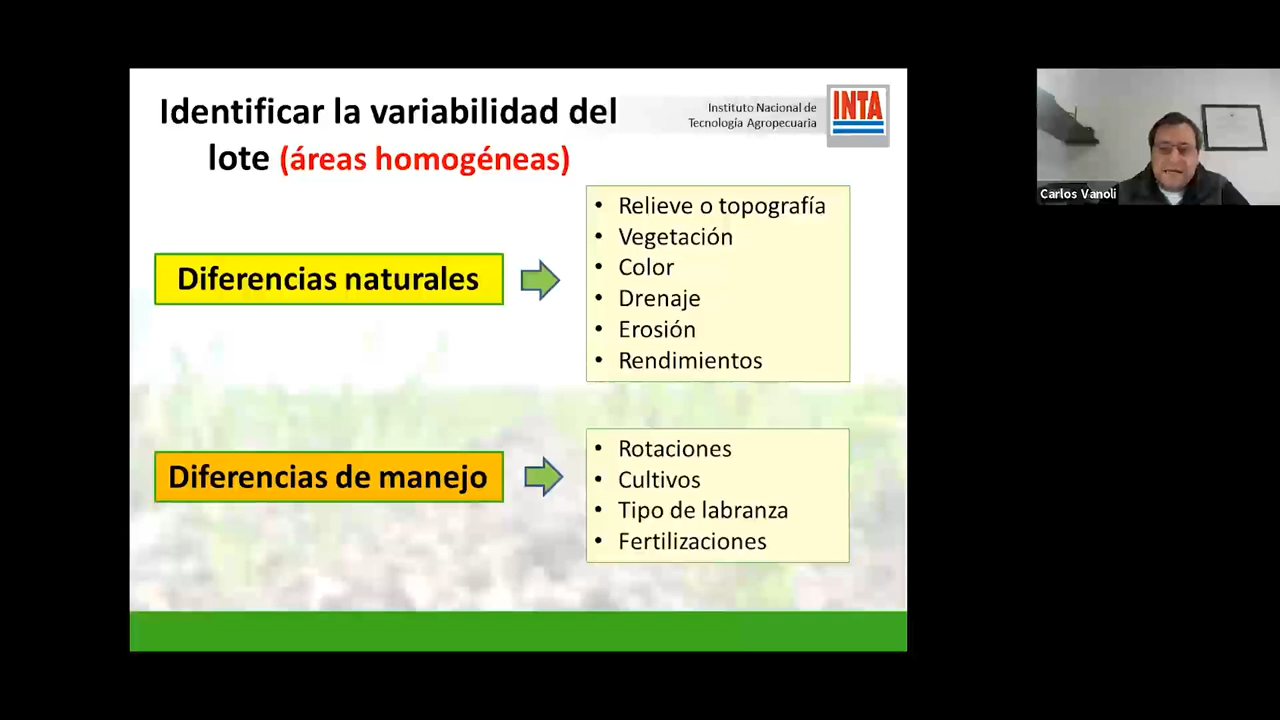 Identificar la variabilidad del
lote (áreas homogéneas)
Instituto Nacional de
Tecnología Agropecuaria
INTA
Diferencias naturales
• Relieve o topografía
• Vegetación
• Color
• Drenaje
• Erosión
• Rendimientos
Diferencias de manejo
• Rotaciones
• Cultivos
• Tipo de labranza
• Fertilizaciones
Carlos Vanoli